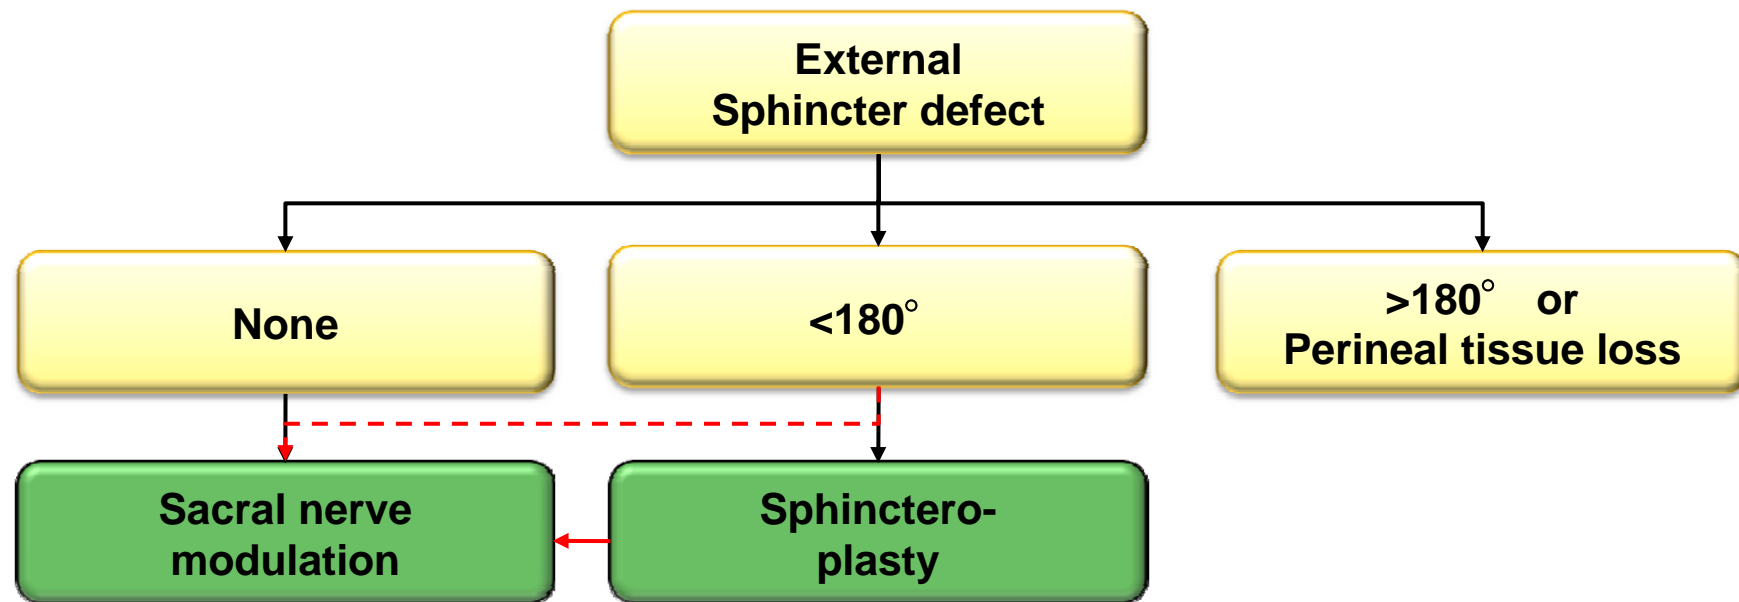 External
Sphincter defect
None
<180°
>180° or
Perineal tissue loss
Sacral nerve
modulation
Sphinctero-
plasty